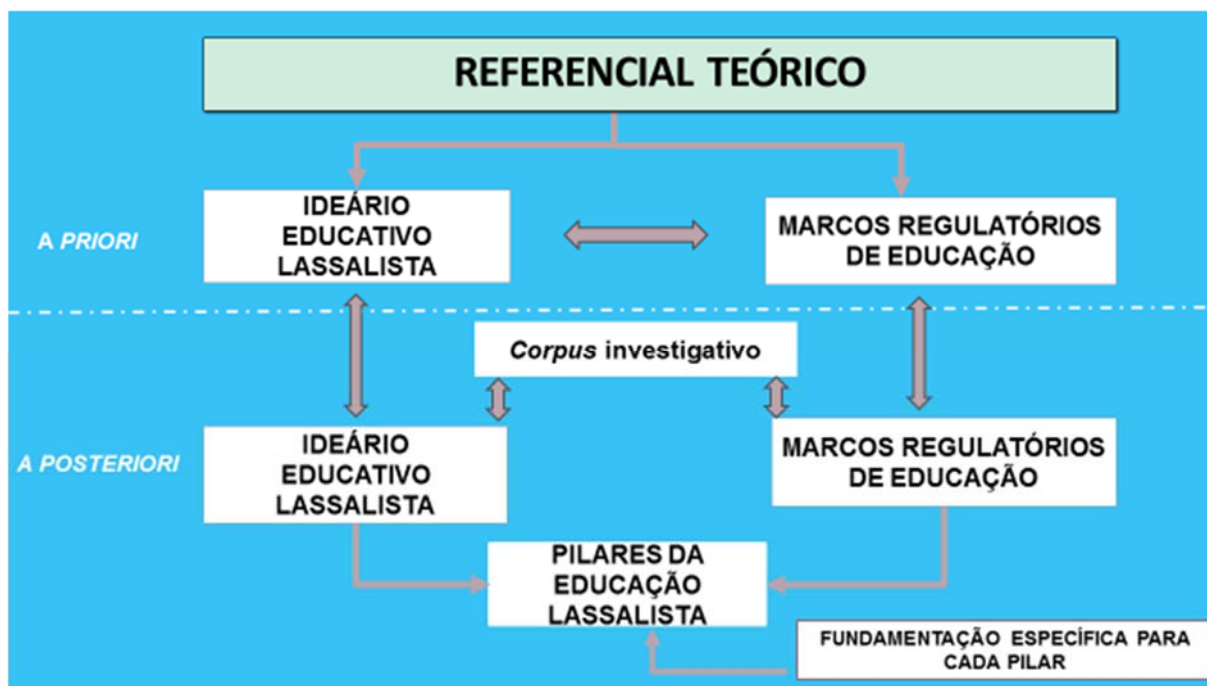 REFERENCIAL TEÓRICO
IDEÁRIO
EDUCATIVO
LASSALISTA
MARCOS REGULATÓRIOS
DE EDUCAÇÃO
A PRIORI
Corpus investigativo
IDEÁRIO
EDUCATIVO
LASSALISTA
MARCOS REGULATÓRIOS
DE EDUCAÇÃO
A POSTERIORI
PILARES DA
EDUCAÇÃO
LASSALISTA
FUNDAMENTAÇÃO ESPECÍFICA PARA
CADA PILAR